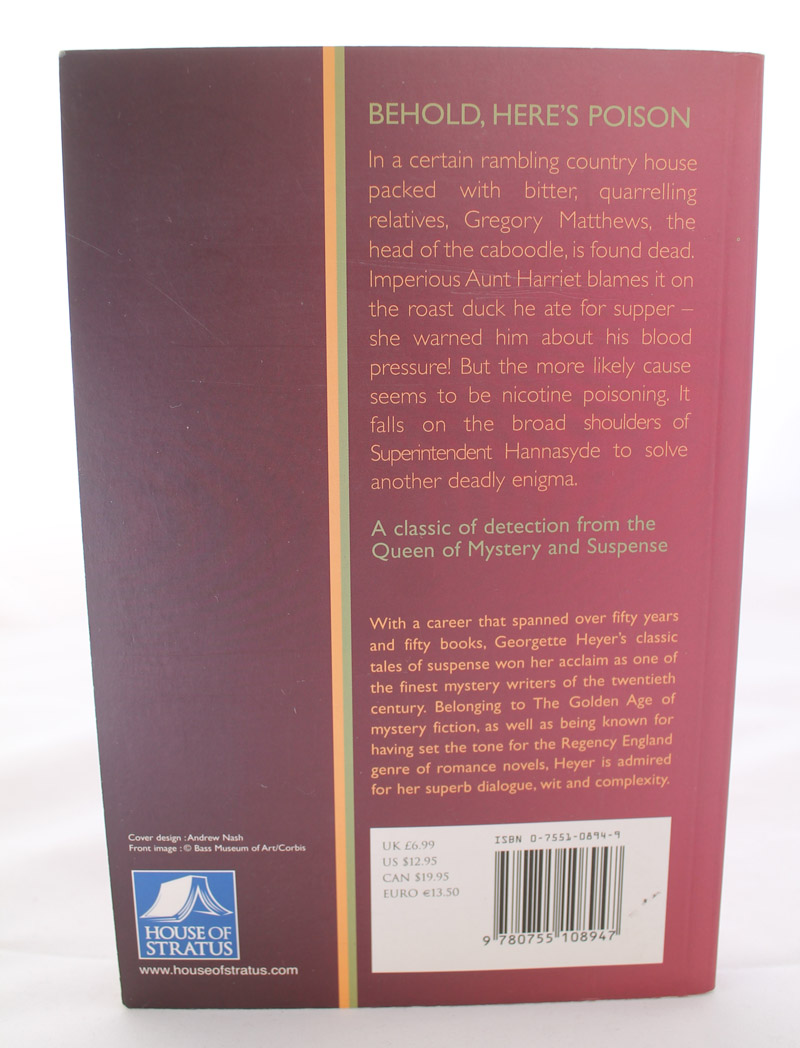 BEHOLD, HERE'S POISON
In a certain rambling country house
packed with bitter, quarrelling
relatives, Gregory Matthews, the
head of the caboodle, is found dead.
Imperious Aunt Harriet blames it on
the roast duck he ate for supper –
she warned him about his blood
pressure! But the more likely cause
seems to be nicotine poisoning. It
falls on the broad shoulders of
Superintendent Hannasyde to solve
another deadly enigma.
A classic of detection from the
Queen of Mystery and Suspense
With a career that spanned over fifty years
and fifty books, Georgette Heyer's classic
tales of suspense won her acclaim as one of
the finest mystery writers of the twentieth
century. Belonging to The Golden Age of
mystery fiction, as well as being known for
having set the tone for the Regency England
genre of romance novels, Heyer is admired
for her superb dialogue, wit and complexity.
Cover design : Andrew Nash
Front image : © Bass Museum of Art/Corbis
HOUSE OF
STRATUS
www.houseofstratus.com
UK £6.99
US $12.95
CAN $19.95
EURO €13.50
ISBN 0-7551-0894-9
9 780755 108947